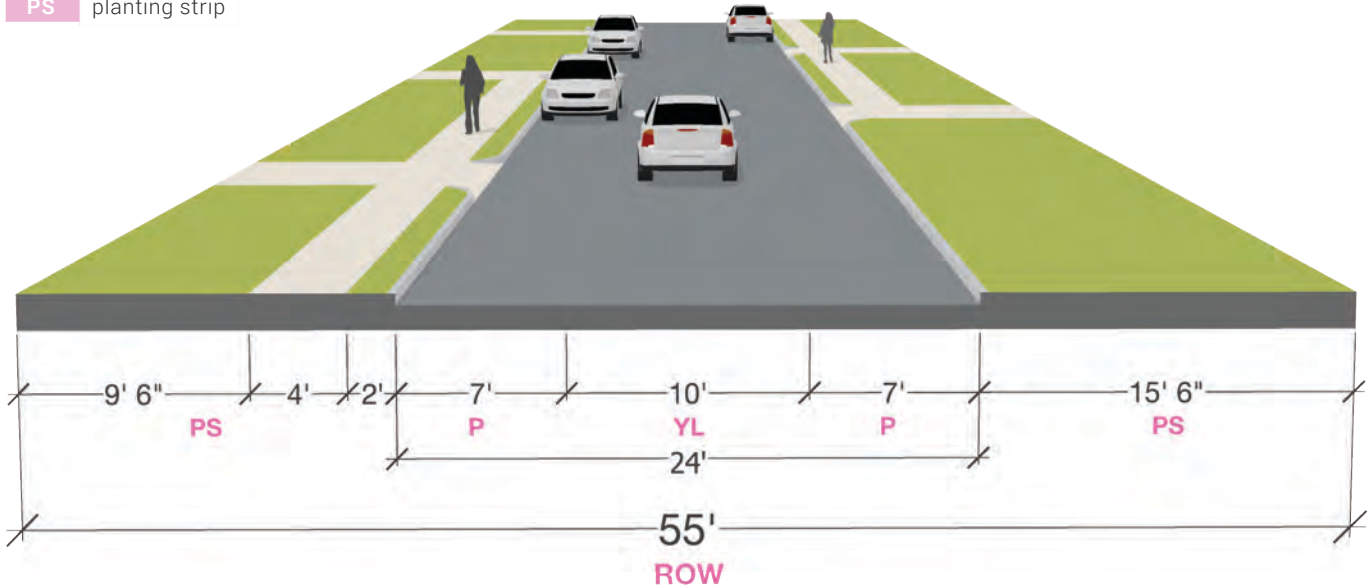 PS planting strip
9' 6" 4' 2' 7' 10' 7' 15' 6"
PS P YL P PS
24'
55'
ROW